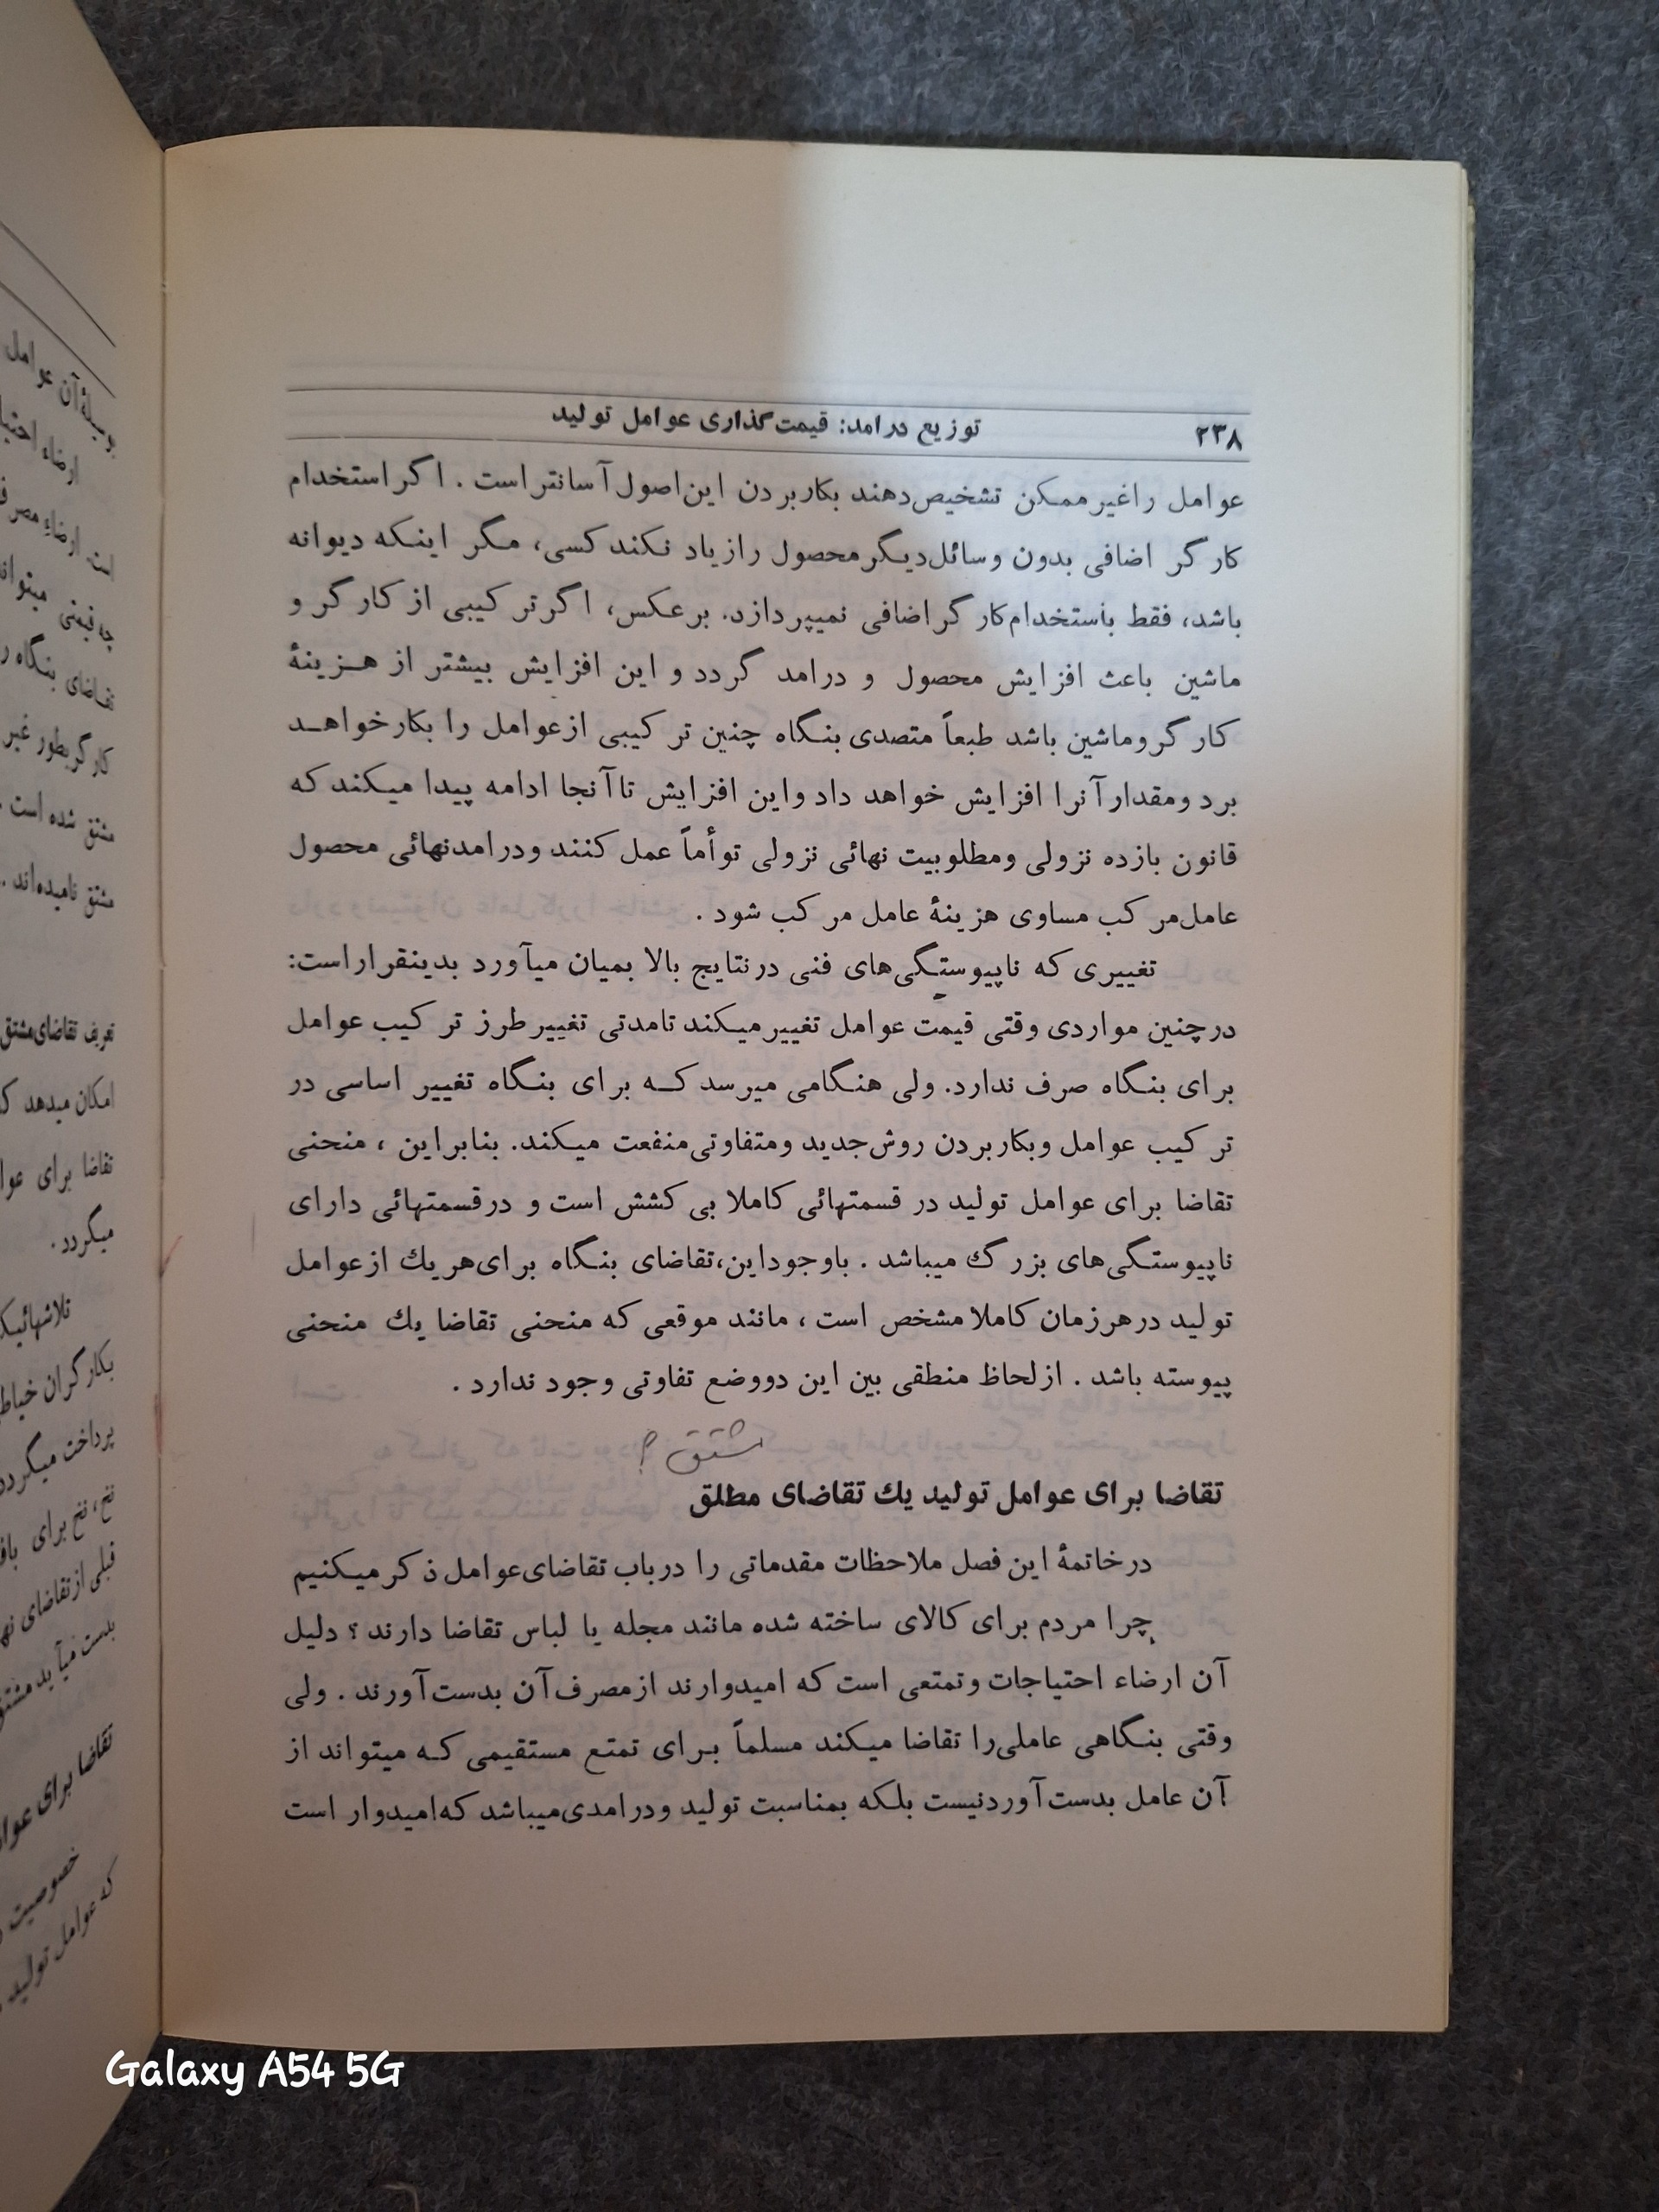 ۲۳۸
توزیع درامد: قیمت‌گذاری عوامل تولید
عوامل راغیرممکن تشخیص‌دهند بکاربردن این‌اصول آسانتراست . اگراستخدام
کارگر اضافی بدون وسائل‌دیگرمحصول رازیاد نکند کسی، مگر اینکه دیوانه
باشد، فقط باستخدام‌کارگراضافی نمیپردازد. برعکس، اگرترکیبی از کارگر و
ماشین باعث افزایش محصول و درامد گردد و این افزایش بیشتر از هزینهٔ
کارگروماشین باشد طبعاً متصدی بنگاه چنین ترکیبی ازعوامل را بکارخواهد
برد ومقدارآنرا افزایش خواهد داد واین افزایش تاآنجا ادامه پیدا میکند که
قانون بازده نزولی ومطلوبیت نهائی نزولی توأماً عمل کنند ودرامدنهائی محصول
عامل‌مرکب مساوی هزینهٔ عامل مرکب شود .
تغییری که ناپیوستگی‌های فنی درنتایج بالا بمیان میآورد بدینقراراست:
درچنین مواردی وقتی قیمت عوامل تغییرمیکند تامدتی تغییرطرز ترکیب عوامل
برای بنگاه صرف ندارد. ولی هنگامی میرسد که برای بنگاه تغییر اساسی در
ترکیب عوامل وبکاربردن روش‌جدید ومتفاوتی‌منفعت میکند. بنابراین ، منحنی
تقاضا برای عوامل تولید در قسمتهائی کاملا بی کشش است و درقسمتهائی دارای
ناپیوستگی‌های بزرگ میباشد . باوجوداین،تقاضای بنگاه برای‌هریك ازعوامل
تولید درهرزمان کاملامشخص است ، مانند موقعی که منحنی تقاضا یك منحنی
پیوسته باشد . ازلحاظ منطقی بین این دووضع تفاوتی وجود ندارد .
مشتق ؟
تقاضا برای عوامل تولید یك تقاضای مطلق
درخاتمهٔ این فصل ملاحظات مقدماتی را درباب تقاضای‌عوامل ذکرمیکنیم
چرا مردم برای کالای ساخته شده مانند مجله یا لباس تقاضا دارند ؟ دلیل
آن ارضاء احتیاجات وتمتعی است که امیدوارند ازمصرف‌آن بدست‌آورند . ولی
وقتی بنگاهی عاملی‌را تقاضا میکند مسلماً برای تمتع مستقیمی که میتواند از
آن عامل بدست‌آوردنیست بلکه بمناسبت تولید ودرامدی‌میباشد که‌امیدوار است
Galaxy A54 5G